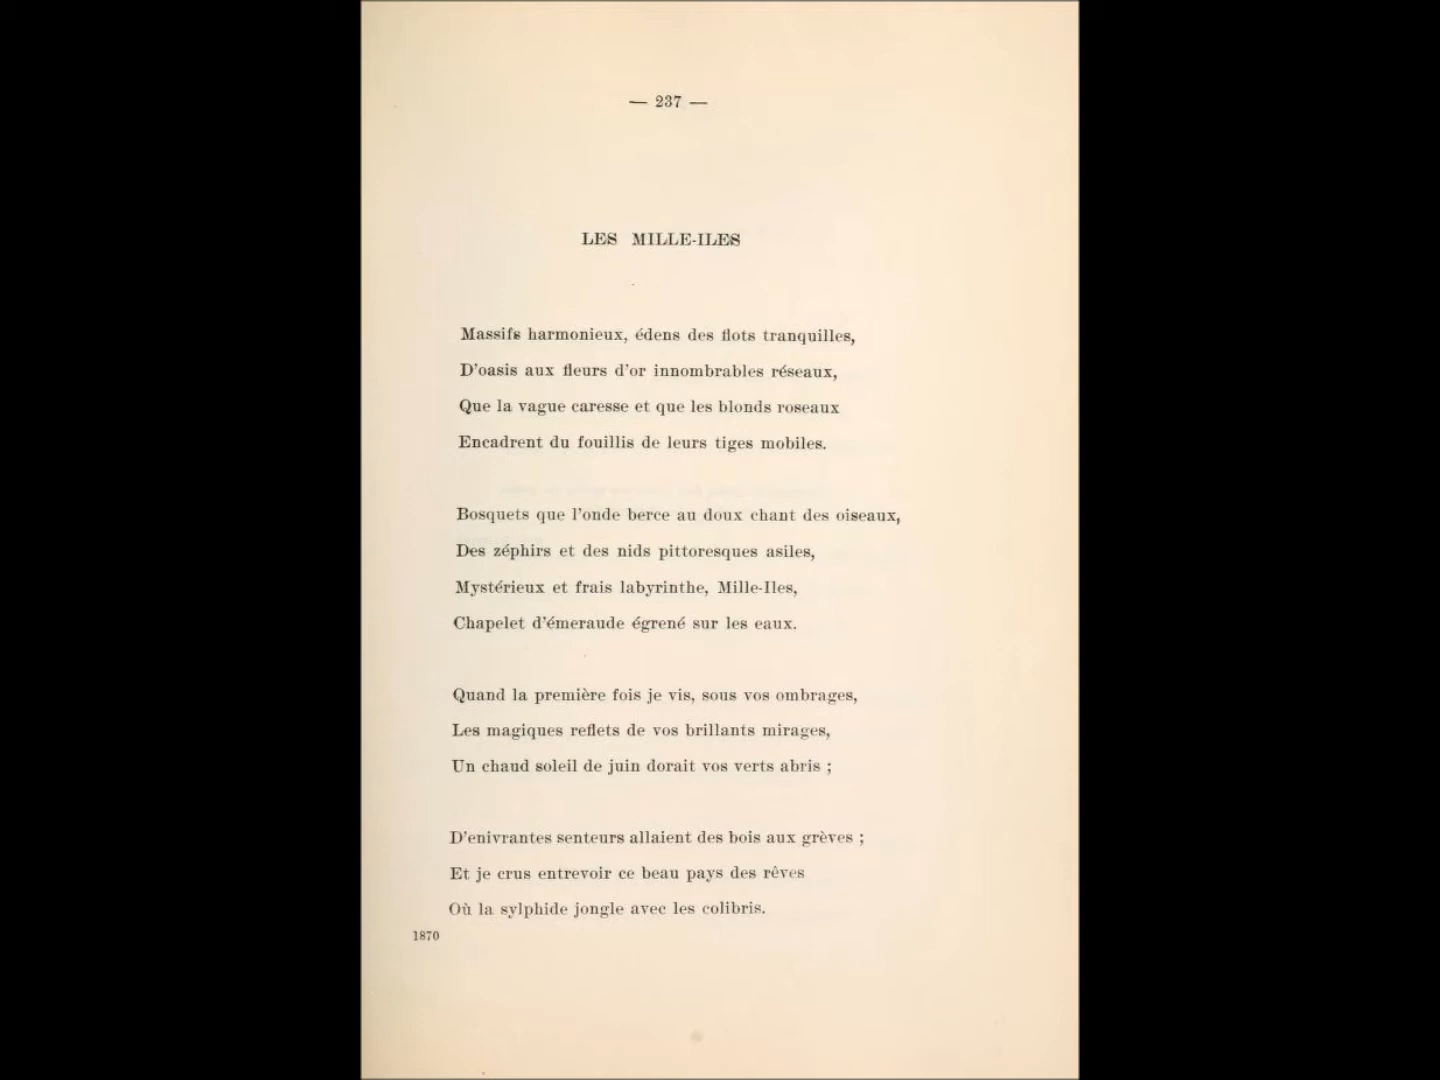 — 237 —
LES MILLE-ILES
Massifs harmonieux, édens des flots tranquilles,
D'oasis aux fleurs d'or innombrables réseaux,
Que la vague caresse et que les blonds roseaux
Encadrent du fouillis de leurs tiges mobiles.
Bosquets que l'onde berce au doux chant des oiseaux,
Des zéphirs et des nids pittoresques asiles,
Mystérieux et frais labyrinthe, Mille-Iles,
Chapelet d'émeraude égrené sur les eaux.
Quand la première fois je vis, sous vos ombrages,
Les magiques reflets de vos brillants mirages,
Un chaud soleil de juin dorait vos verts abris ;
D'enivrantes senteurs allaient des bois aux grèves ;
Et je crus entrevoir ce beau pays des rêves
Où la sylphide jongle avec les colibris.
1870